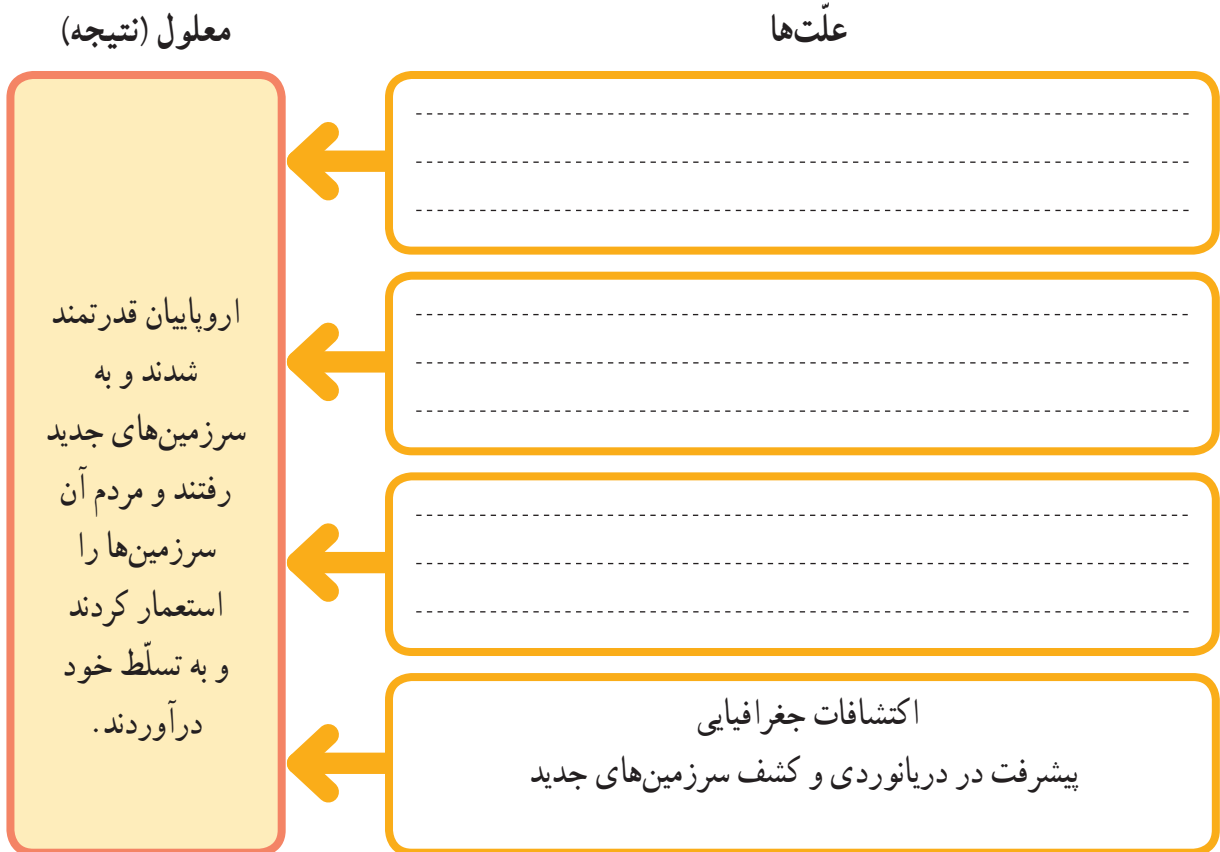 علّت‌ها
معلول (نتیجه)
اکتشافات جغرافیایی
پیشرفت در دریانوردی و کشف سرزمین‌های جدید
اروپاییان قدرتمند
شدند و به
سرزمین‌های جدید
رفتند و مردم آن
سرزمین‌ها را
استعمار کردند
و به تسلّط خود
درآوردند.